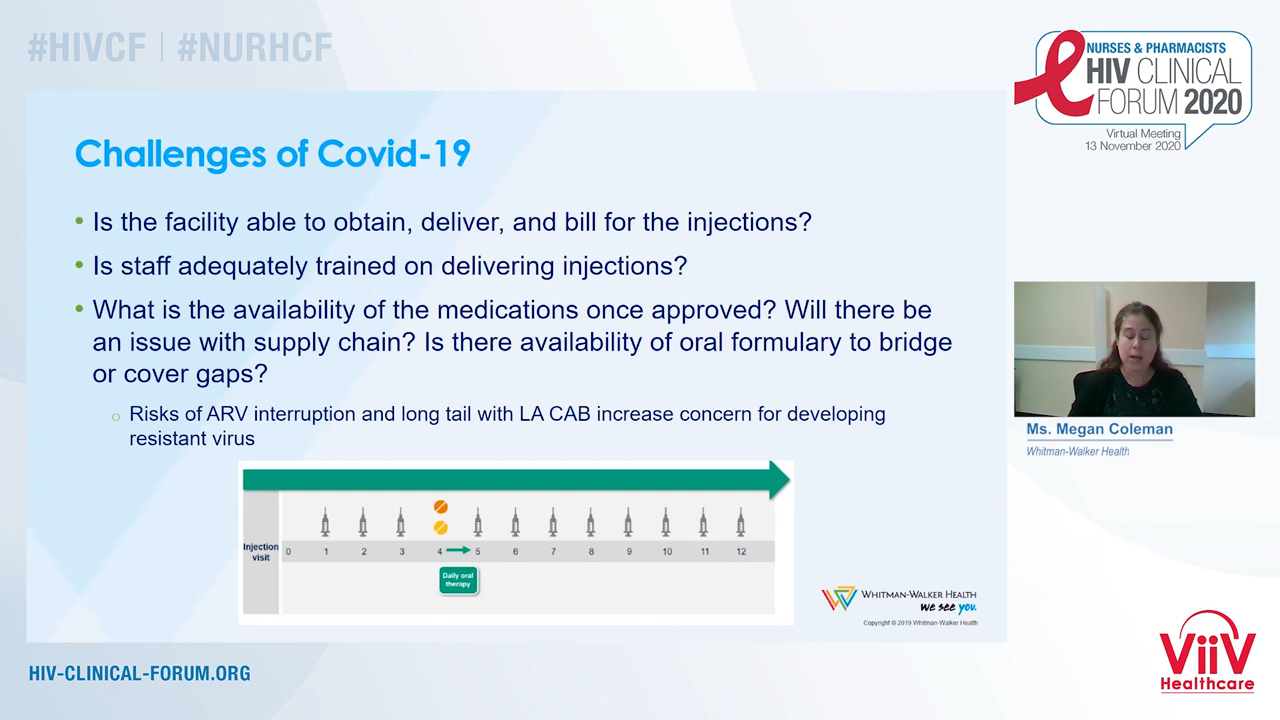 #HIVCF | #NURHCF
NURSES & PHARMACISTS
HIV CLINICAL
FORUM 2020
Virtual Meeting
13 November 2020
Challenges of Covid-19
• Is the facility able to obtain, deliver, and bill for the injections?
• Is staff adequately trained on delivering injections?
• What is the availability of the medications once approved? Will there be
an issue with supply chain? Is there availability of oral formulary to bridge
or cover gaps?
o Risks of ARV interruption and long tail with LA CAB increase concern for developing
resistant virus
Injection
visit
0 1 2 3 4 5 6 7 8 9 10 11 12
Daily oral
therapy
WHITMAN-WALKER HEALTH
we see you.
Copyright © 2019 Whitman-Walker Health
Ms. Megan Coleman
Whitman-Walker Health
HIV-CLINICAL-FORUM.ORG
ViiV
Healthcare